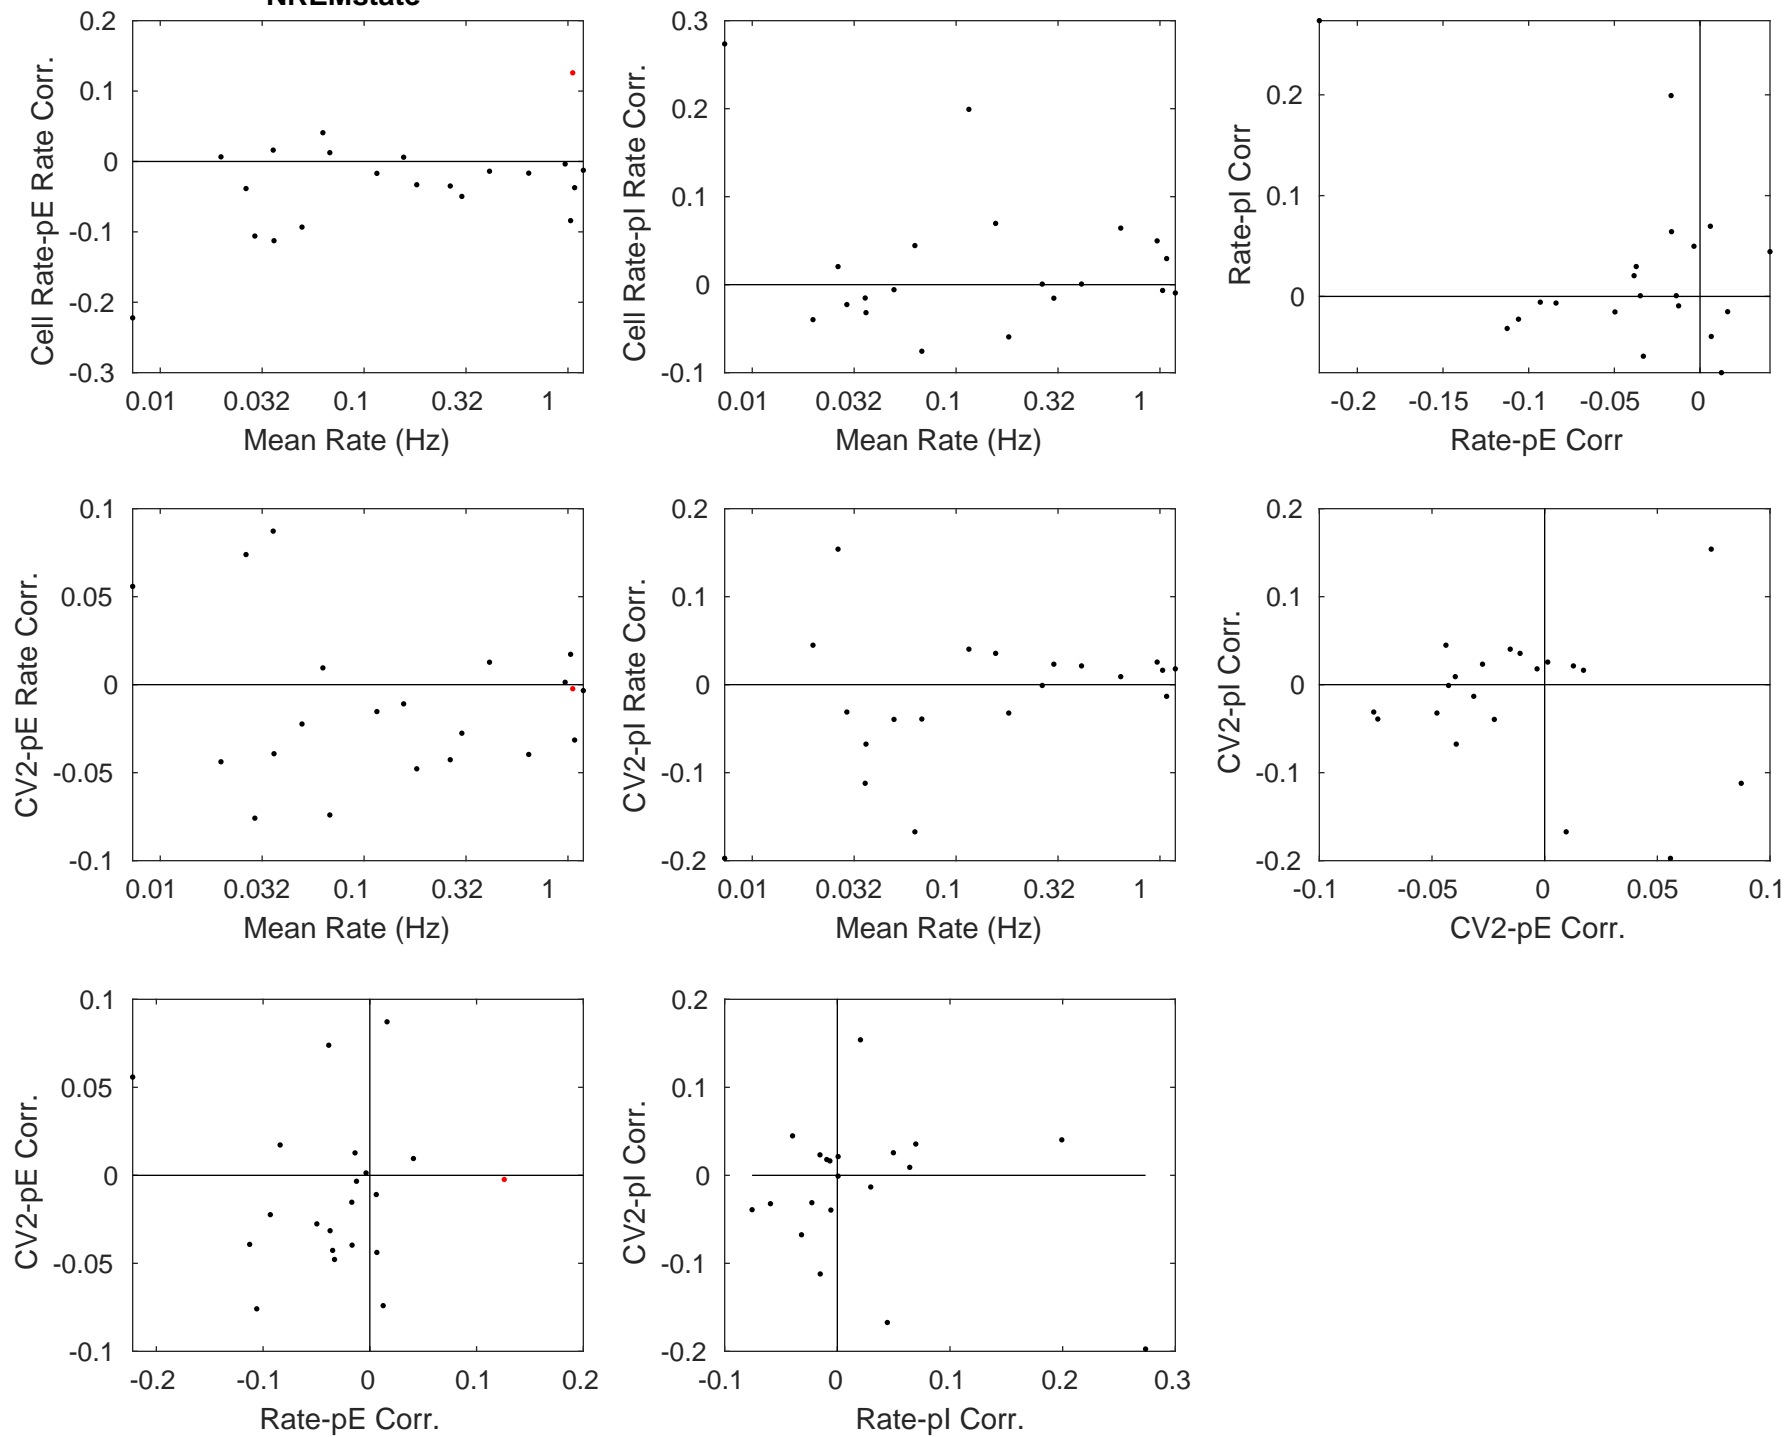 NREMstate
0.2
0.1
0
-0.1
-0.2
-0.3
Cell Rate-pE Rate Corr.
0.01 0.032 0.1 0.32 1
Mean Rate (Hz)
0.3
0.2
0.1
0
-0.1
Cell Rate-pI Rate Corr.
0.01 0.032 0.1 0.32 1
Mean Rate (Hz)
0.2
0.1
0
Rate-pI Corr
-0.2 -0.15 -0.1 -0.05 0
Rate-pE Corr
0.1
0.05
0
-0.05
-0.1
CV2-pE Rate Corr.
0.01 0.032 0.1 0.32 1
Mean Rate (Hz)
0.2
0.1
0
-0.1
-0.2
CV2-pI Rate Corr.
0.01 0.032 0.1 0.32 1
Mean Rate (Hz)
0.2
0.1
0
-0.1
-0.2
CV2-pI Corr.
-0.1 -0.05 0 0.05 0.1
CV2-pE Corr.
0.1
0.05
0
-0.05
-0.1
CV2-pE Corr.
-0.2 -0.1 0 0.1 0.2
Rate-pE Corr.
0.2
0.1
0
-0.1
-0.2
CV2-pI Corr.
-0.1 0 0.1 0.2 0.3
Rate-pI Corr.